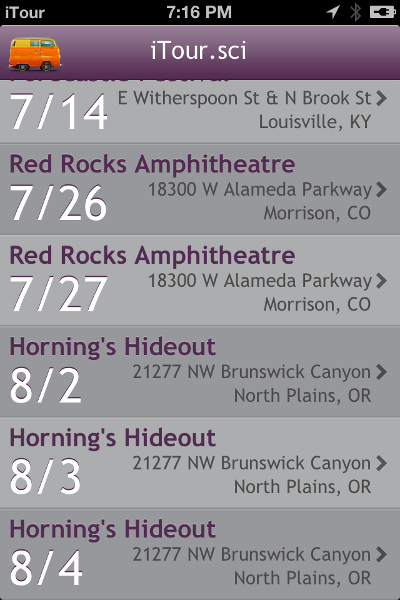 iTour
7:16 PM
iTour.sci
Festival
7/14
E Witherspoon St & N Brook St
Louisville, KY
Red Rocks Amphitheatre
7/26
18300 W Alameda Parkway
Morrison, CO
Red Rocks Amphitheatre
7/27
18300 W Alameda Parkway
Morrison, CO
Horning's Hideout
8/2
21277 NW Brunswick Canyon
North Plains, OR
Horning's Hideout
8/3
21277 NW Brunswick Canyon
North Plains, OR
Horning's Hideout
8/4
21277 NW Brunswick Canyon
North Plains, OR